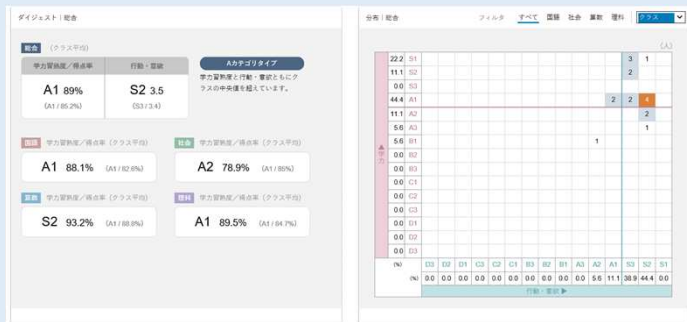 ダイジェスト｜総合
総合 (クラス平均)
学力習熟度／得点率 行動・意欲
A1 89% S2 3.5
(A1 / 85.2%) (S3 / 3.4)
Aカテゴリタイプ
学力習熟度と行動・意欲ともにク
ラスの中央値を超えています。
国語 学力習熟度／得点率 (クラス平均)
A1 88.1% (A1 / 82.6%)
社会 学力習熟度／得点率 (クラス平均)
A2 78.9% (A1 / 85%)
算数 学力習熟度／得点率 (クラス平均)
S2 93.2% (A1 / 88.8%)
理科 学力習熟度／得点率 (クラス平均)
A1 89.5% (A1 / 84.7%)
分布｜総合
フィルタ すべて 国語 社会 算数 理科 クラス
(人)
22.2 S1 3 1
11.1 S2 2
0.0 S3
44.4 A1 2 2 4
11.1 A2 2
5.6 A3 1
5.6 B1 1
0.0 B2
0.0 B3
0.0 C1
0.0 C2
0.0 C3
0.0 D1
0.0 D2
0.0 D3
▲学力
(%) D3 D2 D1 C3 C2 C1 B3 B2 B1 A3 A2 A1 S3 S2 S1
(%) 0.0 0.0 0.0 0.0 0.0 0.0 0.0 0.0 0.0 0.0 5.6 11.1 38.9 44.4 0.0
行動・意欲 ▶